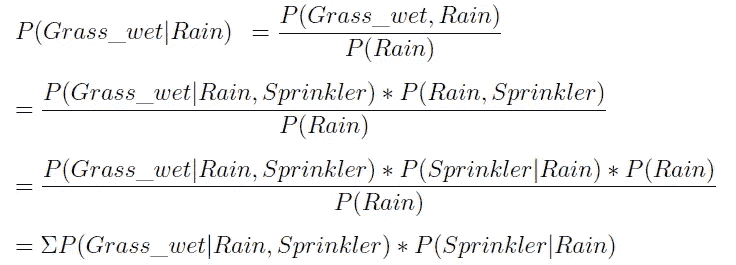 P(Grass_wet|Rain) = P(Grass_wet, Rain) / P(Rain)
= P(Grass_wet|Rain, Sprinkler) * P(Rain, Sprinkler) / P(Rain)
= P(Grass_wet|Rain, Sprinkler) * P(Sprinkler|Rain) * P(Rain) / P(Rain)
= ΣP(Grass_wet|Rain, Sprinkler) * P(Sprinkler|Rain)